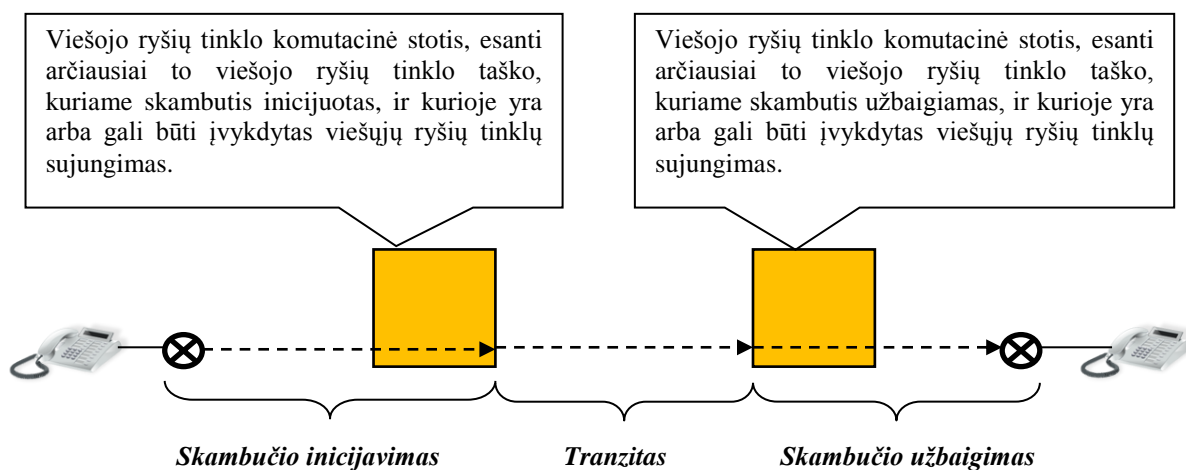 Viešojo ryšių tinklo komutacinė stotis, esanti
arčiausiai to viešojo ryšių tinklo taško,
kuriame skambutis inicijuotas, ir kurioje yra
arba gali būti įvykdytas viešųjų ryšių tinklų
sujungimas.
Viešojo ryšių tinklo komutacinė stotis, esanti
arčiausiai to viešojo ryšių tinklo taško,
kuriame skambutis užbaigiamas, ir kurioje yra
arba gali būti įvykdytas viešųjų ryšių tinklų
sujungimas.
Skambučio inicijavimas
Tranzitas
Skambučio užbaigimas